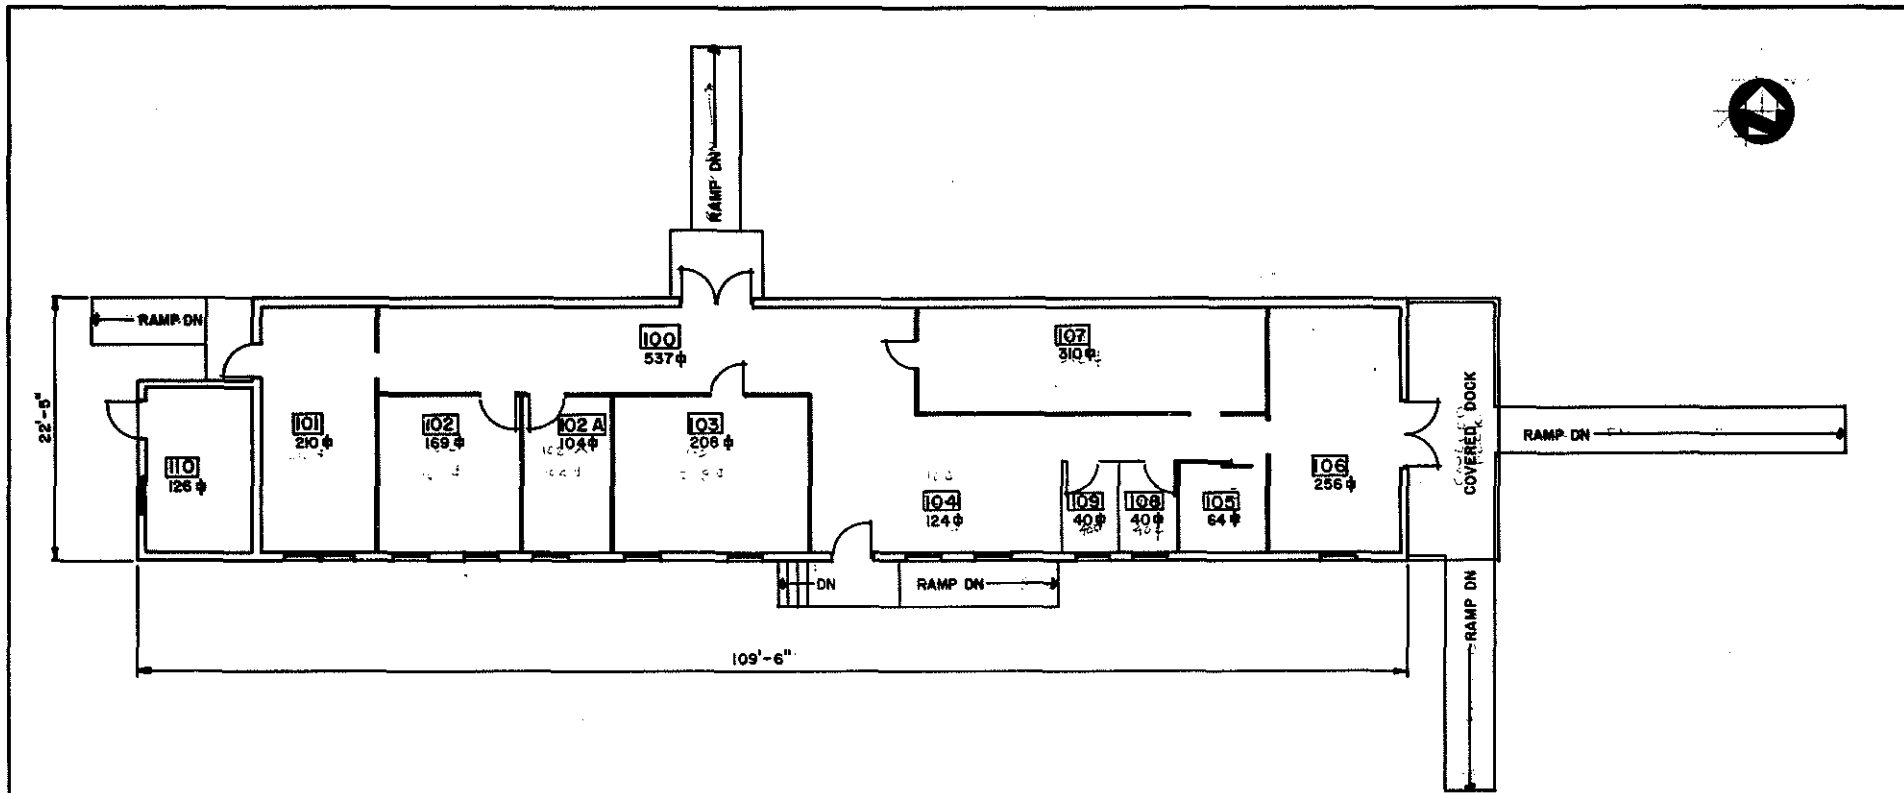 RAMP DN
RAMP DN
100
537 ф
107
310 ф
22'-5"
101
210 ф
102
169 ф
102 A
104 ф
103
208 ф
COVERED DOCK
RAMP DN
110
126 ф
106
256 ф
104
124 ф
109
40 ф
108
40 ф
105
64 ф
DN
RAMP DN
RAMP DN
109'-6"